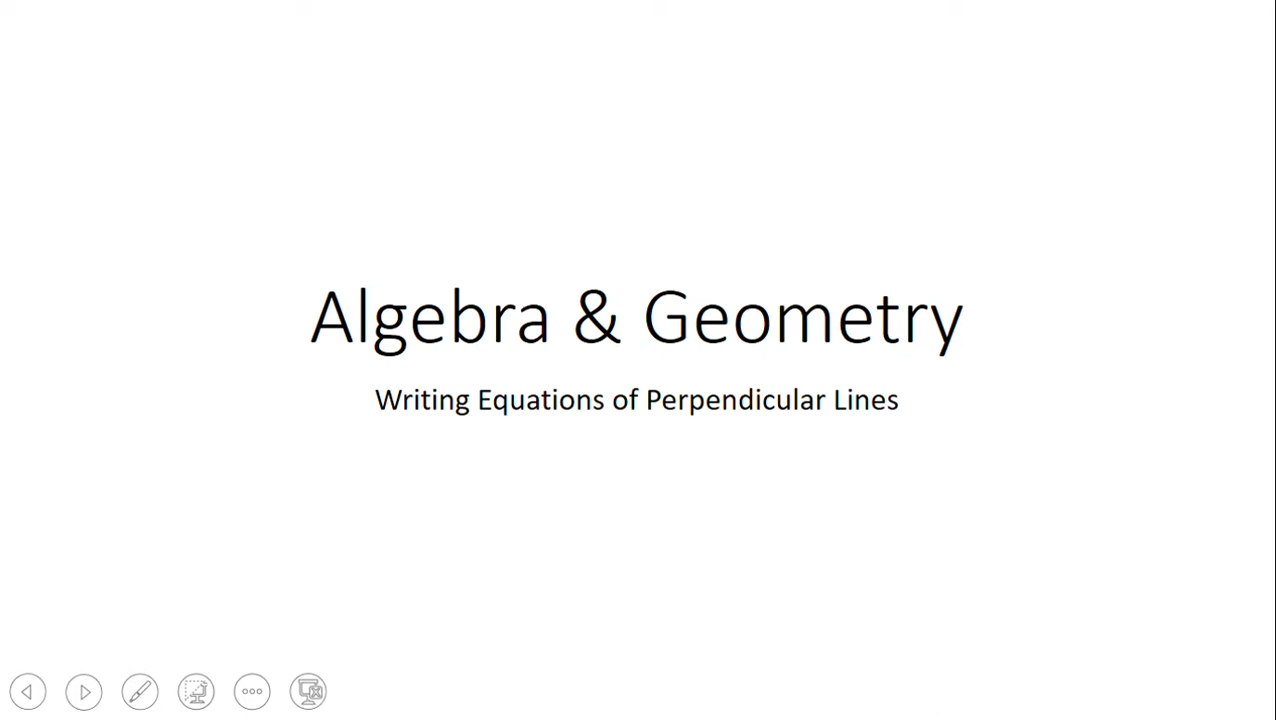 Algebra & Geometry
Writing Equations of Perpendicular Lines